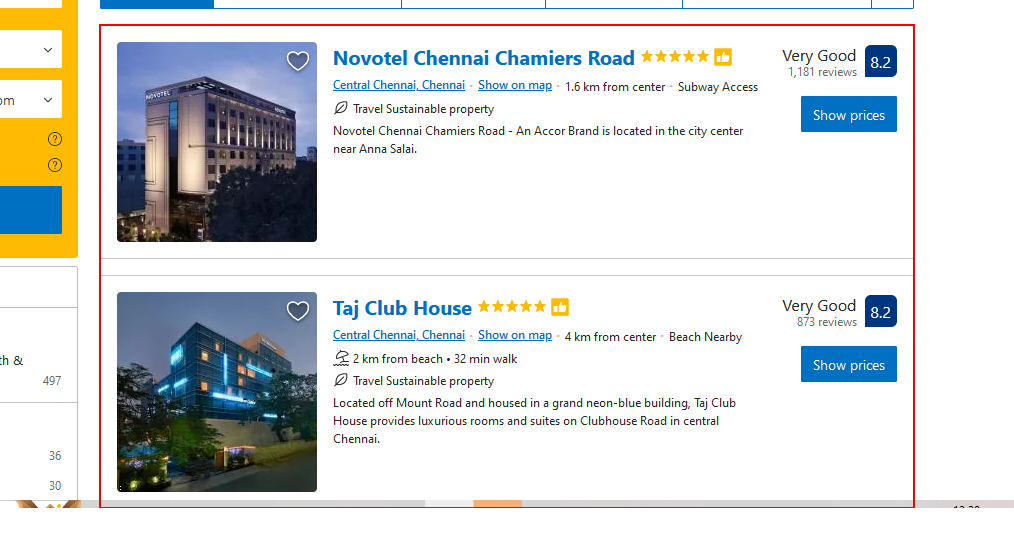 om
th &
497
36
30
NOVOTEL
Novotel Chennai Chamiers Road
Central Chennai, Chennai · Show on map · 1.6 km from center · Subway Access
Travel Sustainable property
Novotel Chennai Chamiers Road - An Accor Brand is located in the city center
near Anna Salai.
Very Good 8.2
1,181 reviews
Show prices
Taj Club House
Central Chennai, Chennai · Show on map · 4 km from center · Beach Nearby
2 km from beach • 32 min walk
Travel Sustainable property
Located off Mount Road and housed in a grand neon-blue building, Taj Club
House provides luxurious rooms and suites on Clubhouse Road in central
Chennai.
Very Good 8.2
873 reviews
Show prices